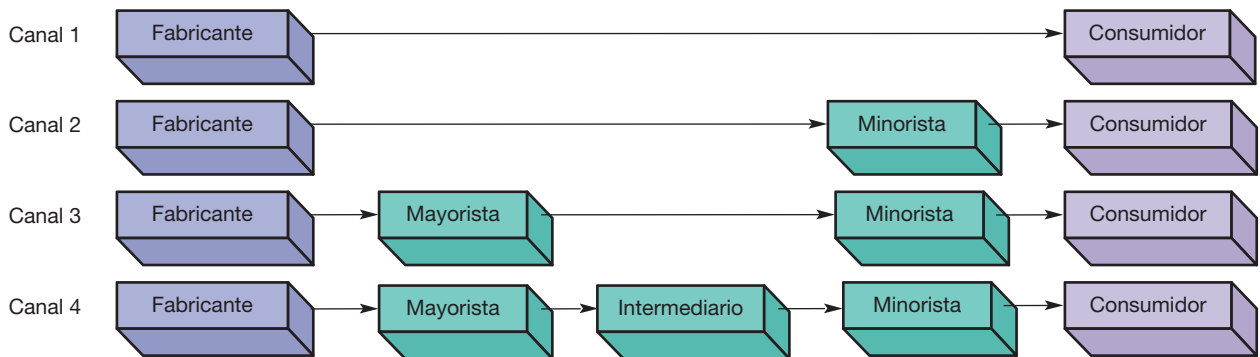 Canal 1 Fabricante Consumidor
Canal 2 Fabricante Minorista Consumidor
Canal 3 Fabricante Mayorista Minorista Consumidor
Canal 4 Fabricante Mayorista Intermediario Minorista Consumidor